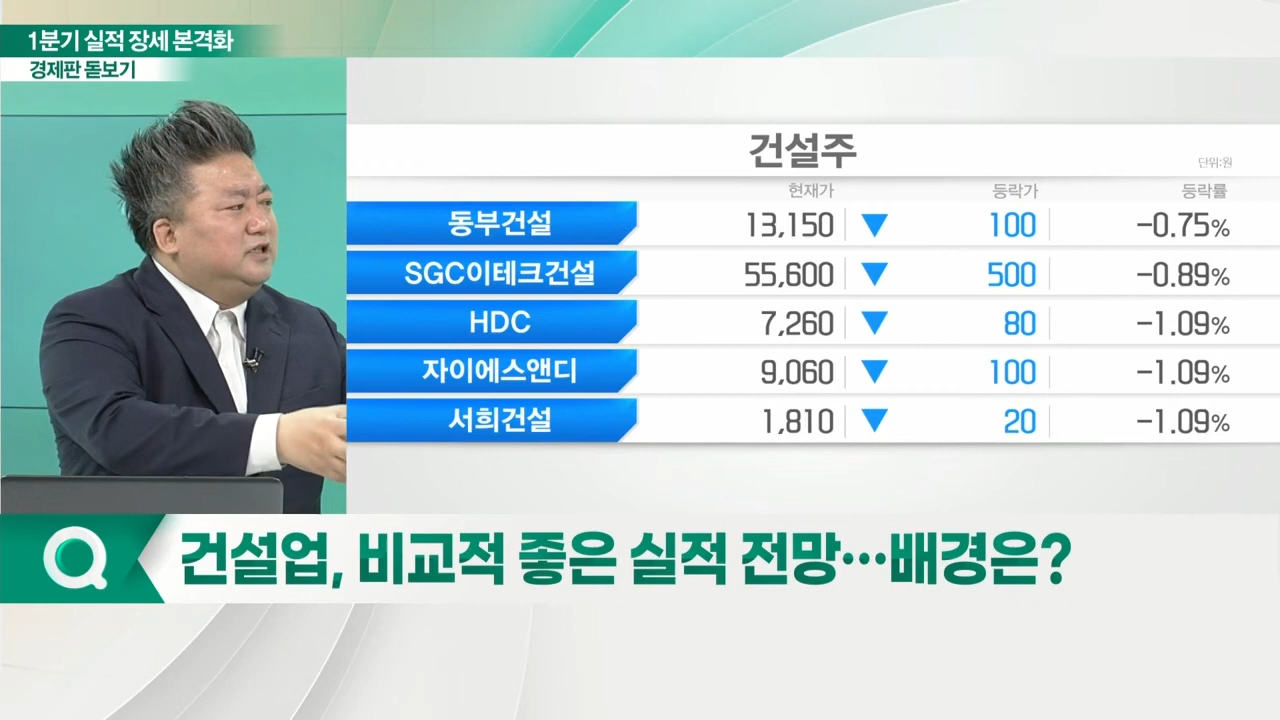 1분기 실적 장세 본격화
경제판 돋보기
건설주
단위:원
현재가 등락가 등락률
동부건설 13,150 ▼ 100 -0.75%
SGC이테크건설 55,600 ▼ 500 -0.89%
HDC 7,260 ▼ 80 -1.09%
자이에스앤디 9,060 ▼ 100 -1.09%
서희건설 1,810 ▼ 20 -1.09%
Q 건설업, 비교적 좋은 실적 전망…배경은?